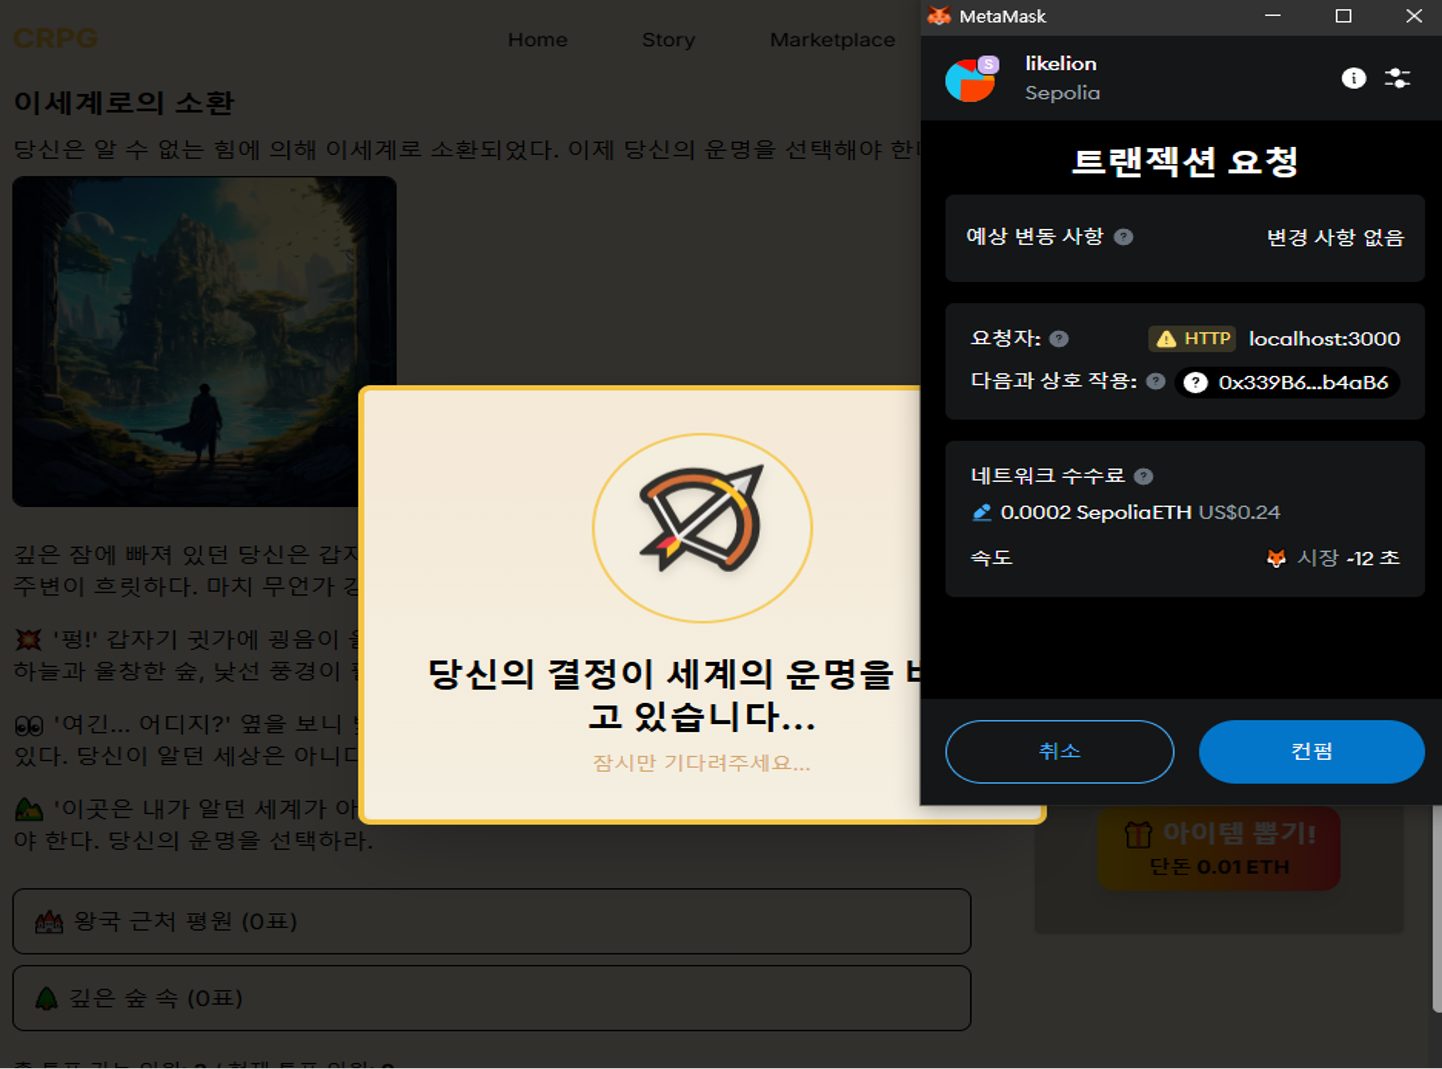 CRPG
Home Story Marketplace
이세계로의 소환
당신은 알 수 없는 힘에 의해 이세계로 소환되었다. 이제 당신의 운명을 선택해야 한
깊은 잠에 빠져 있던 당신은 갑
주변이 흐릿하다. 마치 무언가
'펑!' 갑자기 귓가에 굉음이
하늘과 울창한 숲, 낯선 풍경이
'여긴... 어디지?' 옆을 보니
있다. 당신이 알던 세상은 아니다
'이곳은 내가 알던 세계가 아
야 한다. 당신의 운명을 선택하라.
왕국 근처 평원 (0표)
깊은 숲 속 (0표)
당신의 결정이 세계의 운명을
고 있습니다...
잠시만 기다려주세요...
아이템 뽑기!
단돈 0.01 ETH
MetaMask
S
likelion
Sepolia
트랜젝션 요청
예상 변동 사항 ? 변경 사항 없음
요청자: ? HTTP localhost:3000
다음과 상호 작용: ? ? 0x339B6...b4aB6
네트워크 수수료 ?
0.0002 SepoliaETH US$0.24
속도 시장 ~12 초
취소 컨펌